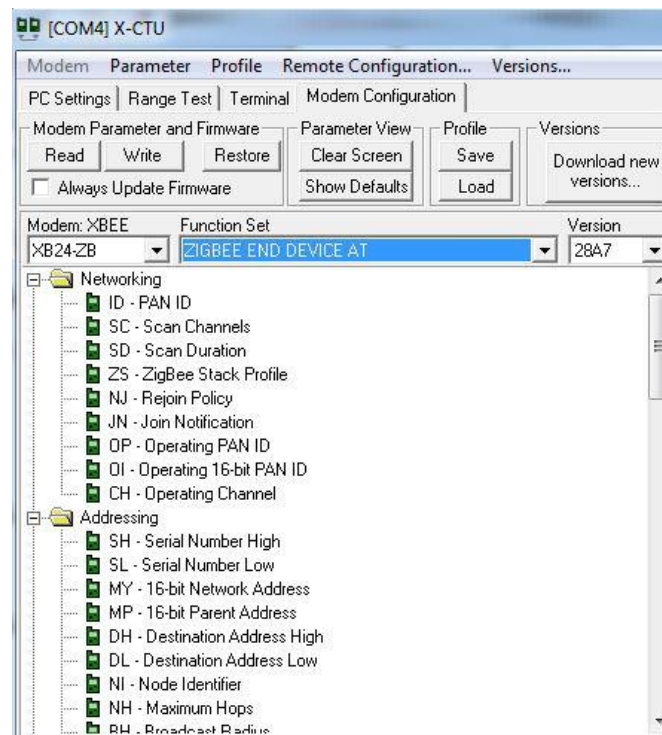 [COM4] X-CTU
Modem Parameter Profile Remote Configuration... Versions...
PC Settings Range Test Terminal Modem Configuration
Modem Parameter and Firmware Parameter View Profile Versions
Read Write Restore Clear Screen Save Download new versions...
Always Update Firmware Show Defaults Load
Modem: XBEE Function Set Version
XB24-ZB ZIGBEE END DEVICE AT 28A7
Networking
ID - PAN ID
SC - Scan Channels
SD - Scan Duration
ZS - ZigBee Stack Profile
NJ - Rejoin Policy
JN - Join Notification
OP - Operating PAN ID
OI - Operating 16-bit PAN ID
CH - Operating Channel
Addressing
SH - Serial Number High
SL - Serial Number Low
MY - 16-bit Network Address
MP - 16-bit Parent Address
DH - Destination Address High
DL - Destination Address Low
NI - Node Identifier
NH - Maximum Hops
BH - Broadcast Radius